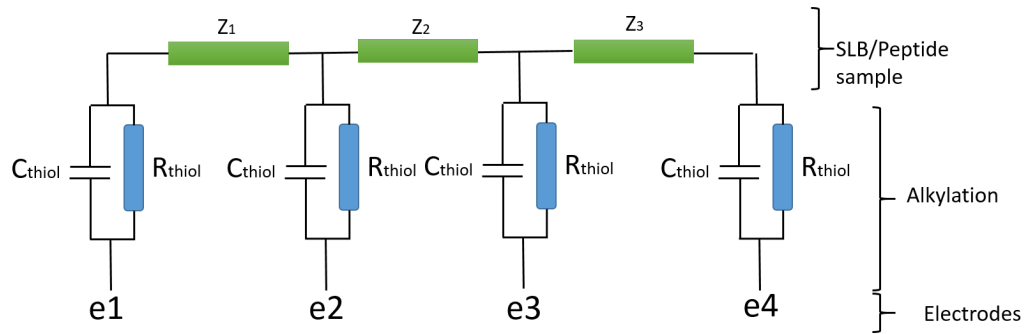 Z1
Z2
Z3
SLB/Peptide
sample
Cthiol
Rthiol
Cthiol
Rthiol
Cthiol
Rthiol
Cthiol
Rthiol
Alkylation
e1
e2
e3
e4
Electrodes